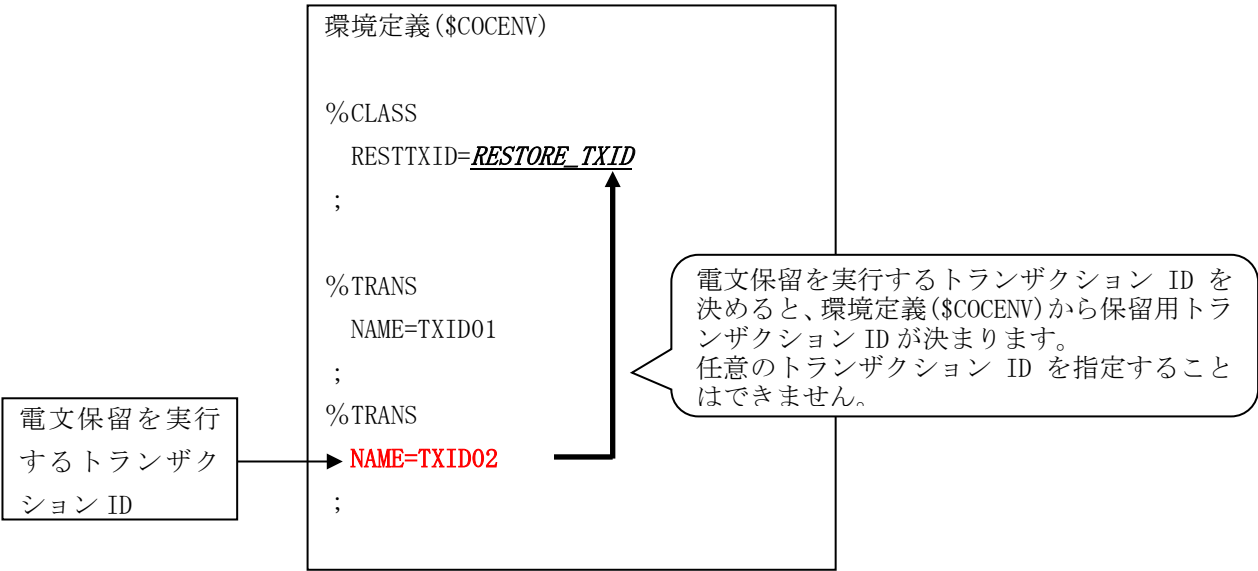 環境定義($COCENV)
%CLASS
RESTTXID=RESTORE_TXID
;
%TRANS
NAME=TXID01
;
%TRANS
NAME=TXID02
;
電文保留を実行するトランザクション ID を
決めると、環境定義($COCENV)から保留用トラ
ンザクション ID が決まります。
任意のトランザクション ID を指定すること
はできません。
電文保留を実行
するトランザク
ション ID